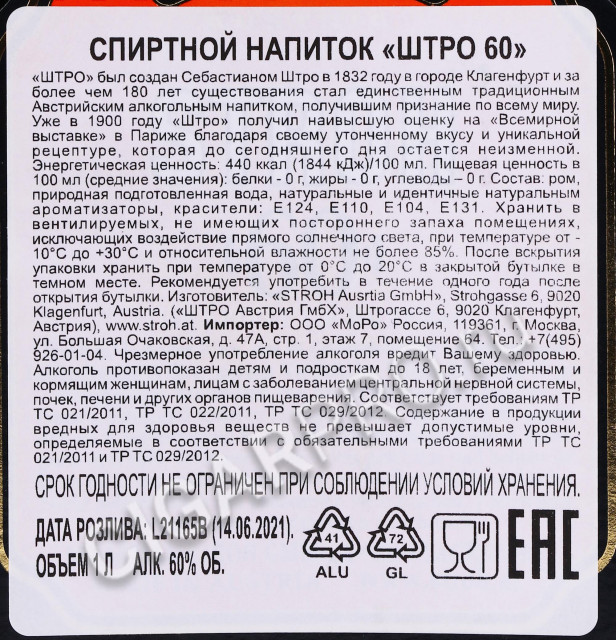 СПИРТНОЙ НАПИТОК «ШТРО 60»
«ШТРО» был создан Себастианом Штро в 1832 году в городе Клагенфурт и за
более чем 180 лет существования стал единственным традиционным
Австрийским алкогольным напитком, получившим признание по всему миру.
Уже в 1900 году «Штро» получил наивысшую оценку на «Всемирной
выставке» в Париже благодаря своему утонченному вкусу и уникальной
рецептуре, которая до сегодняшнего дня остается неизменной.
Энергетическая ценность: 440 ккал (1844 кДж)/100 мл. Пищевая ценность в
100 мл (средние значения): белки - 0 г, жиры - 0 г, углеводы – 0 г. Состав: ром,
природная подготовленная вода, натуральные и идентичные натуральным
ароматизаторы, красители: Е124, Е110, Е104, Е131. Хранить в
вентилируемых, не имеющих постороннего запаха помещениях,
исключающих воздействие прямого солнечного света, при температуре от -
10°С до +30°С и относительной влажности не более 85%. После вскрытия
упаковки хранить при температуре от 0°С до 20°С в закрытой бутылке в
темном месте. Рекомендуется употребить в течение одного года после
открытия бутылки. Изготовитель: «STROH Ausrtia GmbH», Strohgasse 6, 9020
Klagenfurt, Austria. («ШТРО Австрия ГмбХ», Штрогассе 6, 9020 Клагенфурт,
Австрия), www.stroh.at. Импортер: ООО «МоРо» Россия, 119361, г. Москва,
ул. Большая Очаковская, д. 47А, стр. 1, этаж 7, помещение 64. Тел.: +7(495)
926-01-04. Чрезмерное употребление алкоголя вредит Вашему здоровью.
Алкоголь противопоказан детям и подросткам до 18 лет, беременным и
кормящим женщинам, лицам с заболеванием центральной нервной системы,
почек, печени и других органов пищеварения. Соответствует требованиям ТР
ТС 021/2011, ТР ТС 022/2011, ТР ТС 029/2012. Содержание в продукции
вредных для здоровья веществ не превышает допустимые уровни,
определяемые в соответствии с обязательными требованиями ТР ТС
021/2011 и ТР ТС 029/2012.
СРОК ГОДНОСТИ НЕ ОГРАНИЧЕН ПРИ СОБЛЮДЕНИИ УСЛОВИЙ ХРАНЕНИЯ.
ДАТА РОЗЛИВА: L21165B (14.06.2021).
ОБЪЕМ 1 Л АЛК. 60% ОБ.
41
ALU
72
GL
EAC
CIGARPRO.ru